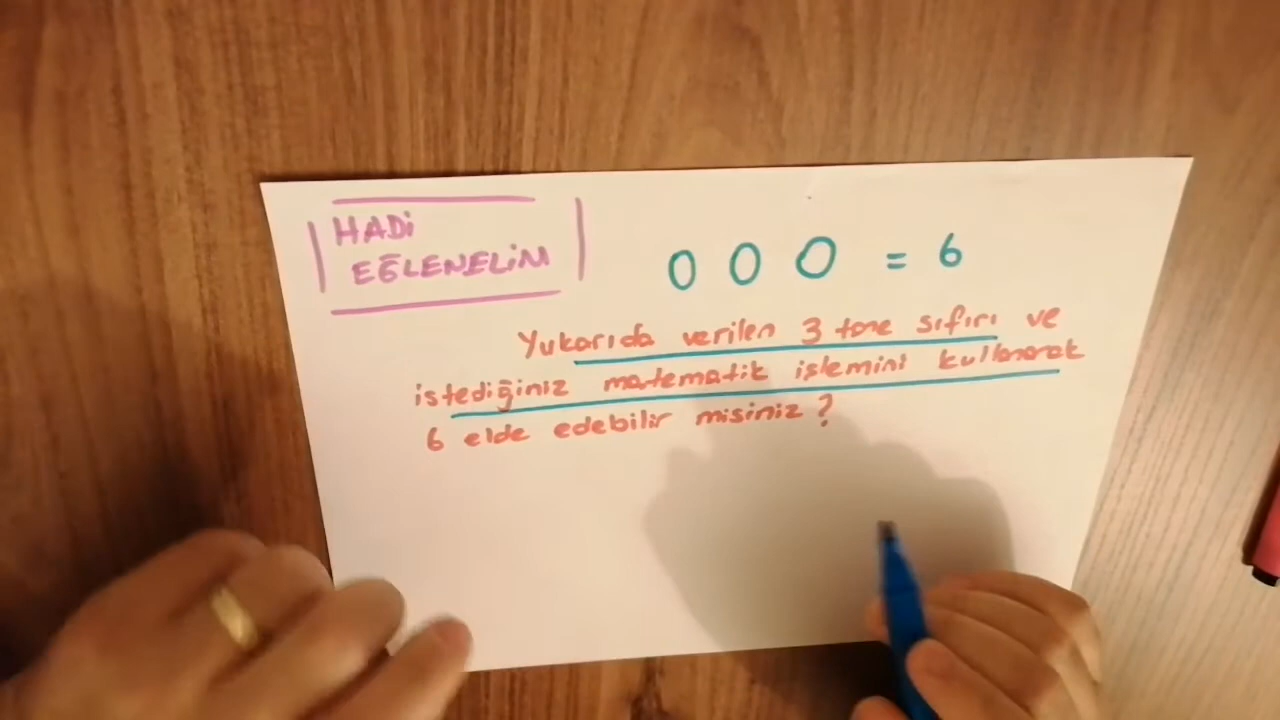 HADİ
EĞLENELİM
0 0 0 = 6
Yukarıda verilen 3 tane sıfırı ve
istediğiniz matematik işlemini kullanarak
6 elde edebilir misiniz?